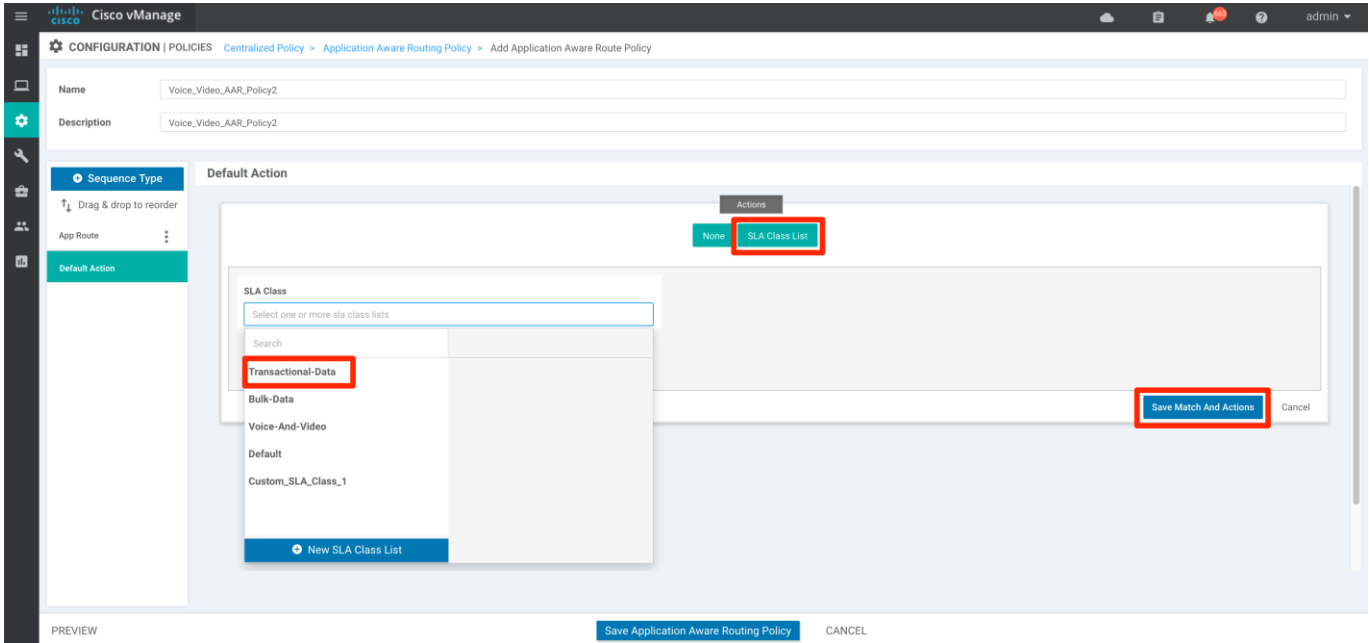 CISCO Cisco vManage 663 admin
CONFIGURATION | POLICIES Centralized Policy > Application Aware Routing Policy > Add Application Aware Route Policy
Name Voice_Video_AAR_Policy2
Description Voice_Video_AAR_Policy2
Sequence Type
Drag & drop to reorder
App Route
Default Action
Default Action
Actions
None SLA Class List
SLA Class
Select one or more sla class lists
Search
Transactional-Data
Bulk-Data
Voice-And-Video
Default
Custom_SLA_Class_1
New SLA Class List
Save Match And Actions Cancel
PREVIEW Save Application Aware Routing Policy CANCEL